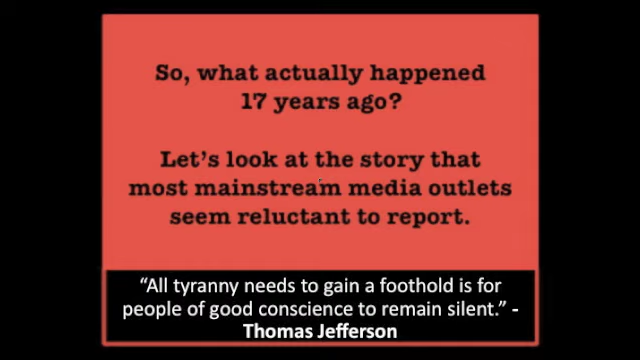 So, what actually happened
17 years ago?
Let's look at the story that
most mainstream media outlets
seem reluctant to report.
“All tyranny needs to gain a foothold is for
people of good conscience to remain silent.” -
Thomas Jefferson